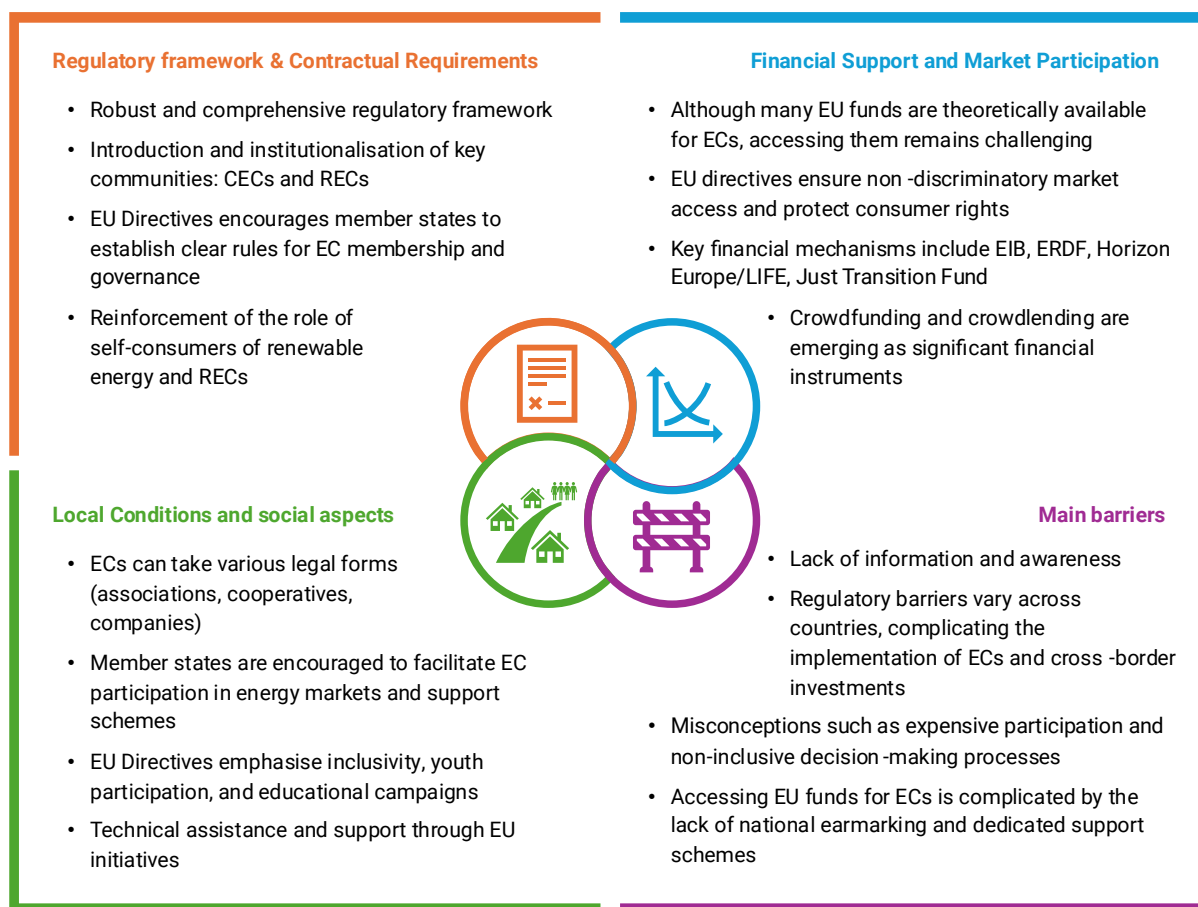 Regulatory framework & Contractual Requirements
• Robust and comprehensive regulatory framework
• Introduction and institutionalisation of key
communities: CECs and RECs
• EU Directives encourages member states to
establish clear rules for EC membership and
governance
• Reinforcement of the role of
self-consumers of renewable
energy and RECs
Financial Support and Market Participation
• Although many EU funds are theoretically available
for ECs, accessing them remains challenging
• EU directives ensure non -discriminatory market
access and protect consumer rights
• Key financial mechanisms include EIB, ERDF, Horizon
Europe/LIFE, Just Transition Fund
• Crowdfunding and crowdlending are
emerging as significant financial
instruments
Local Conditions and social aspects
• ECs can take various legal forms
(associations, cooperatives,
companies)
• Member states are encouraged to facilitate EC
participation in energy markets and support
schemes
• EU Directives emphasise inclusivity, youth
participation, and educational campaigns
• Technical assistance and support through EU
initiatives
Main barriers
• Lack of information and awareness
• Regulatory barriers vary across
countries, complicating the
implementation of ECs and cross -border
investments
• Misconceptions such as expensive participation and
non-inclusive decision -making processes
• Accessing EU funds for ECs is complicated by the
lack of national earmarking and dedicated support
schemes